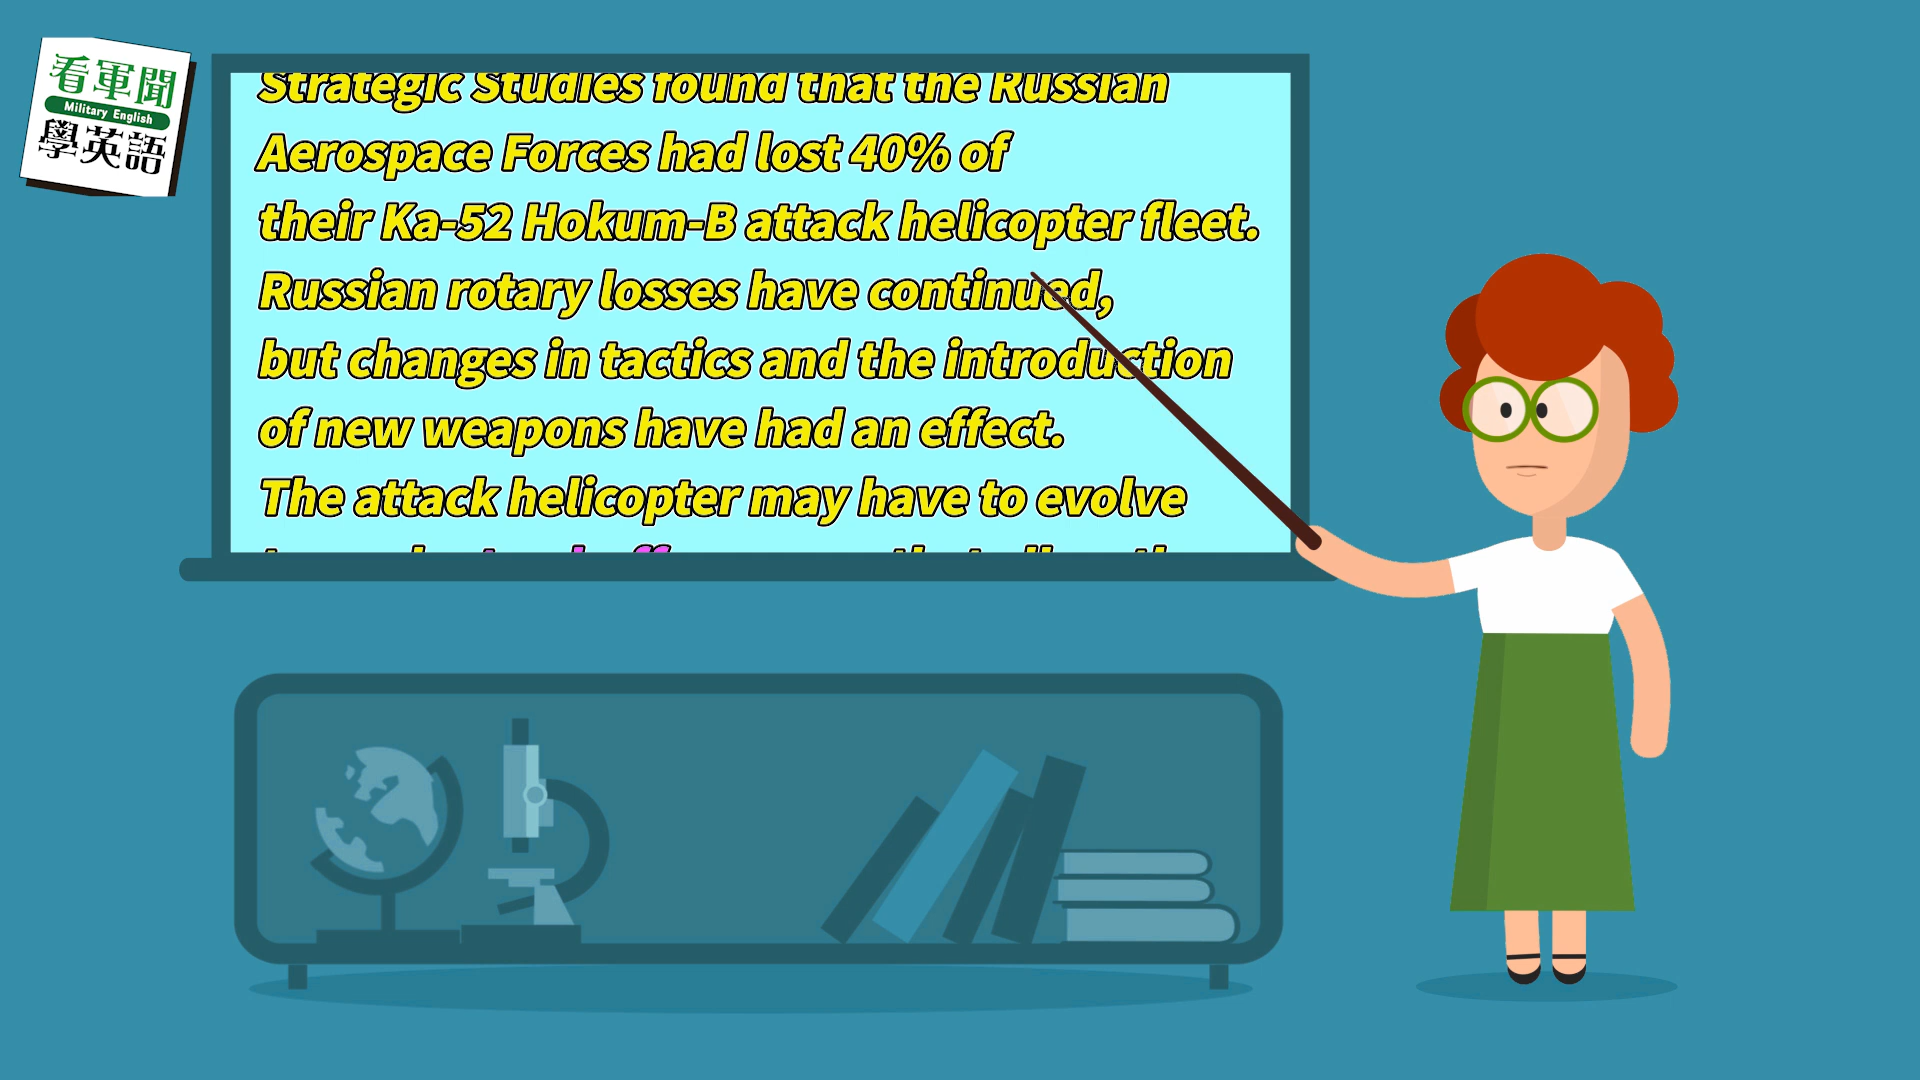 看軍聞
Military English
學英語
Strategic Studies found that the Russian
Aerospace Forces had lost 40% of
their Ka-52 Hokum-B attack helicopter fleet.
Russian rotary losses have continued,
but changes in tactics and the introduction
of new weapons have had an effect.
The attack helicopter may have to evolve